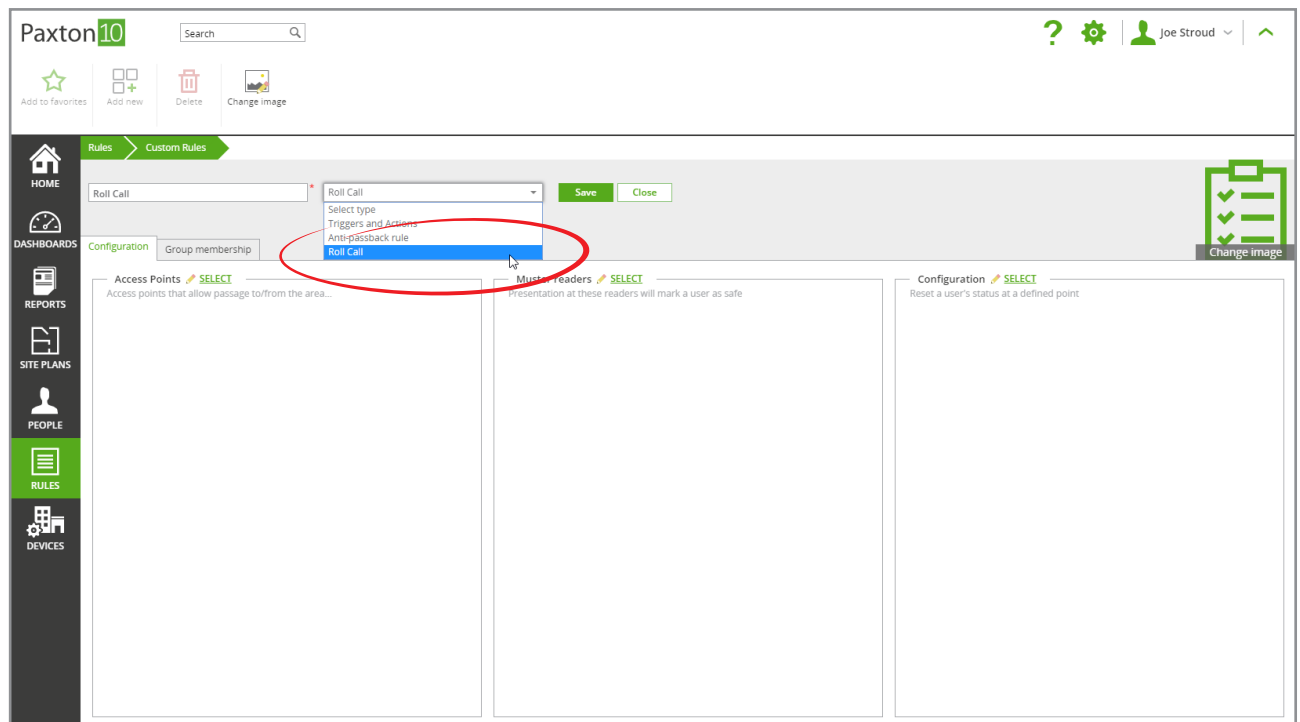 Paxton10
Search
?
Joe Stroud
Add to favorites
Add new
Delete
Change image
Rules
Custom Rules
HOME
DASHBOARDS
REPORTS
SITE PLANS
PEOPLE
RULES
DEVICES
Roll Call
*
Roll Call
Save
Close
Select type
Triggers and Actions
Anti-passback rule
Roll Call
Change image
Configuration
Group membership
Access Points SELECT
Access points that allow passage to/from the area...
Muster readers SELECT
Presentation at these readers will mark a user as safe
Configuration SELECT
Reset a user's status at a defined point